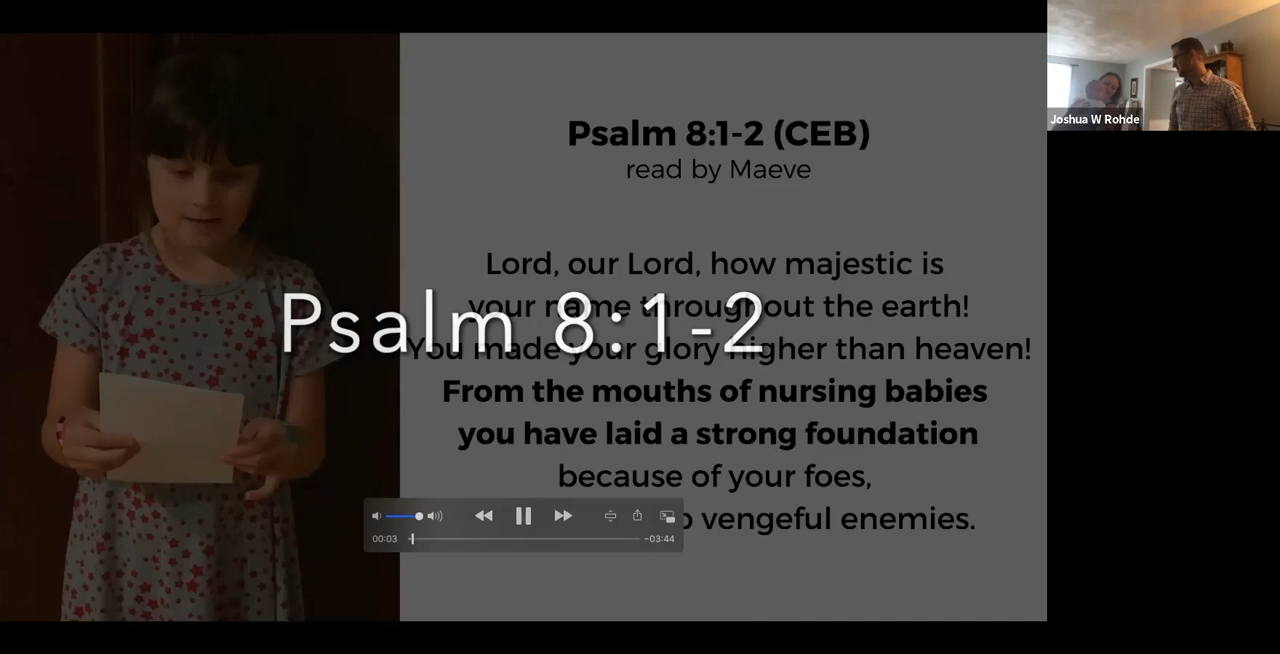 Psalm 8:1-2 (CEB)
read by Maeve
Lord, our Lord, how majestic is
your name throughout the earth!
You made your glory higher than heaven!
From the mouths of nursing babies
you have laid a strong foundation
because of your foes,
vengeful enemies.
Psalm 8:1-2
00:03
-03:44
Joshua W Rohde